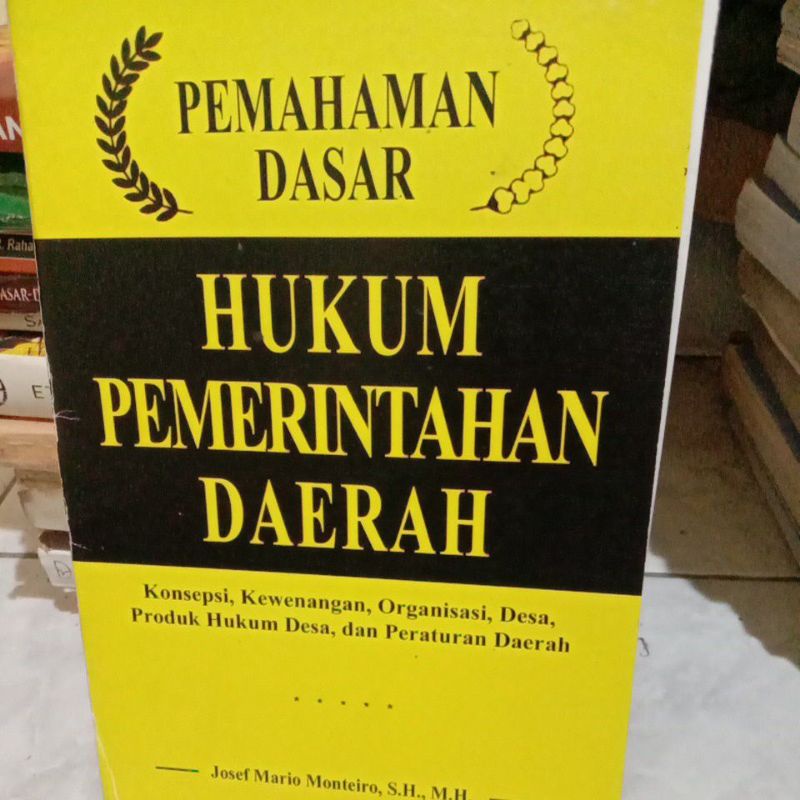 PEMAHAMAN
DASAR
HUKUM
PEMERINTAHAN
DAERAH
Konsepsi, Kewenangan, Organisasi, Desa,
Produk Hukum Desa, dan Peraturan Daerah
Josef Mario Monteiro, S.H., M.H.